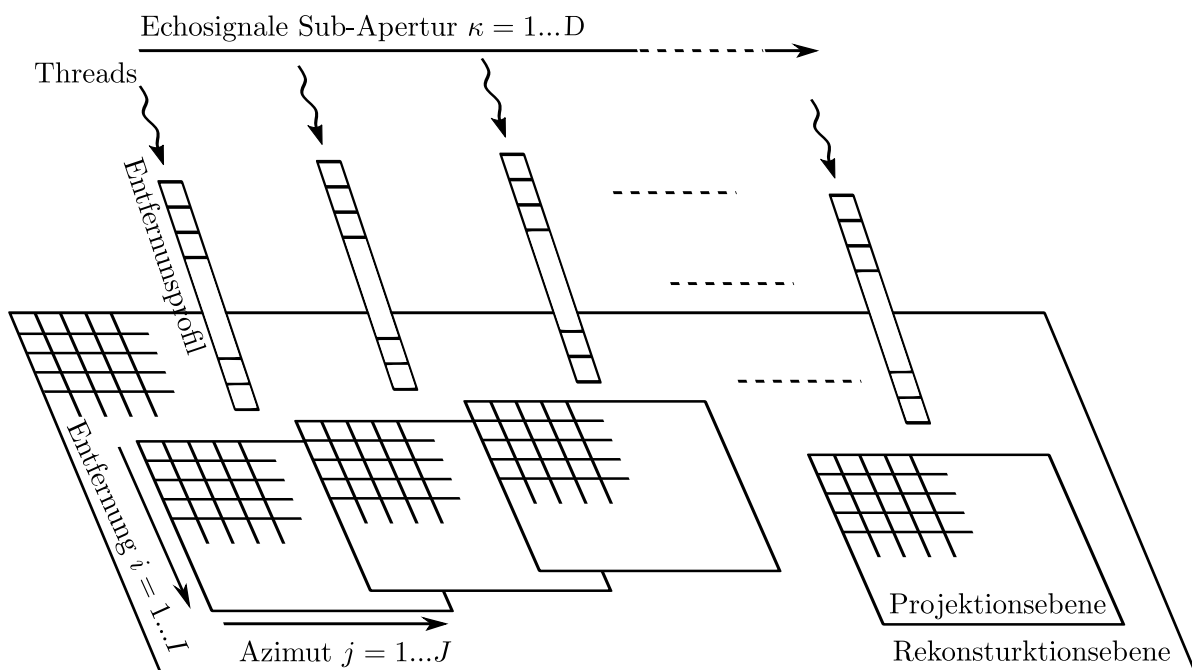 Echosignale Sub-Apertur κ = 1...D
Threads
Entfernunsprofil
Entfernung i = 1...I
Azimut j = 1...J
Projektionsebene
Rekonsturktionsebene